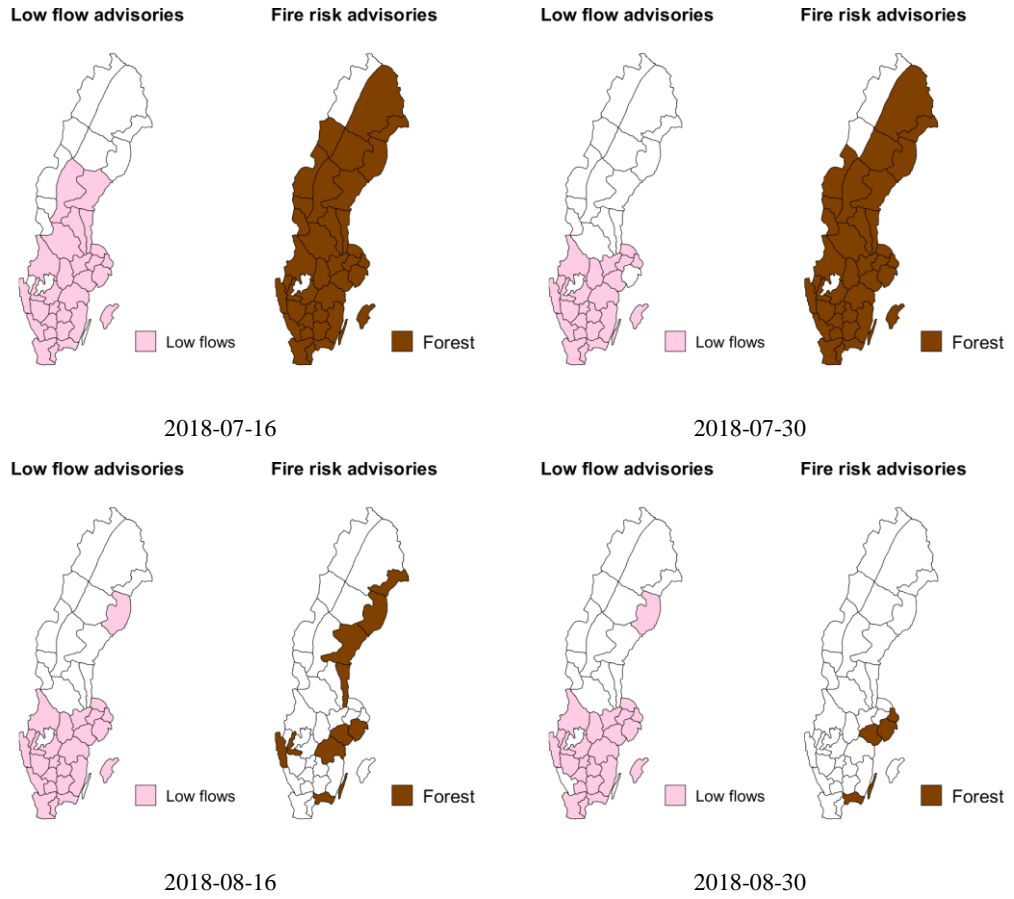 Low flow advisories
Fire risk advisories
Low flow advisories
Fire risk advisories
Low flows
Forest
Low flows
Forest
2018-07-16
2018-07-30
Low flow advisories
Fire risk advisories
Low flow advisories
Fire risk advisories
Low flows
Forest
Low flows
Forest
2018-08-16
2018-08-30